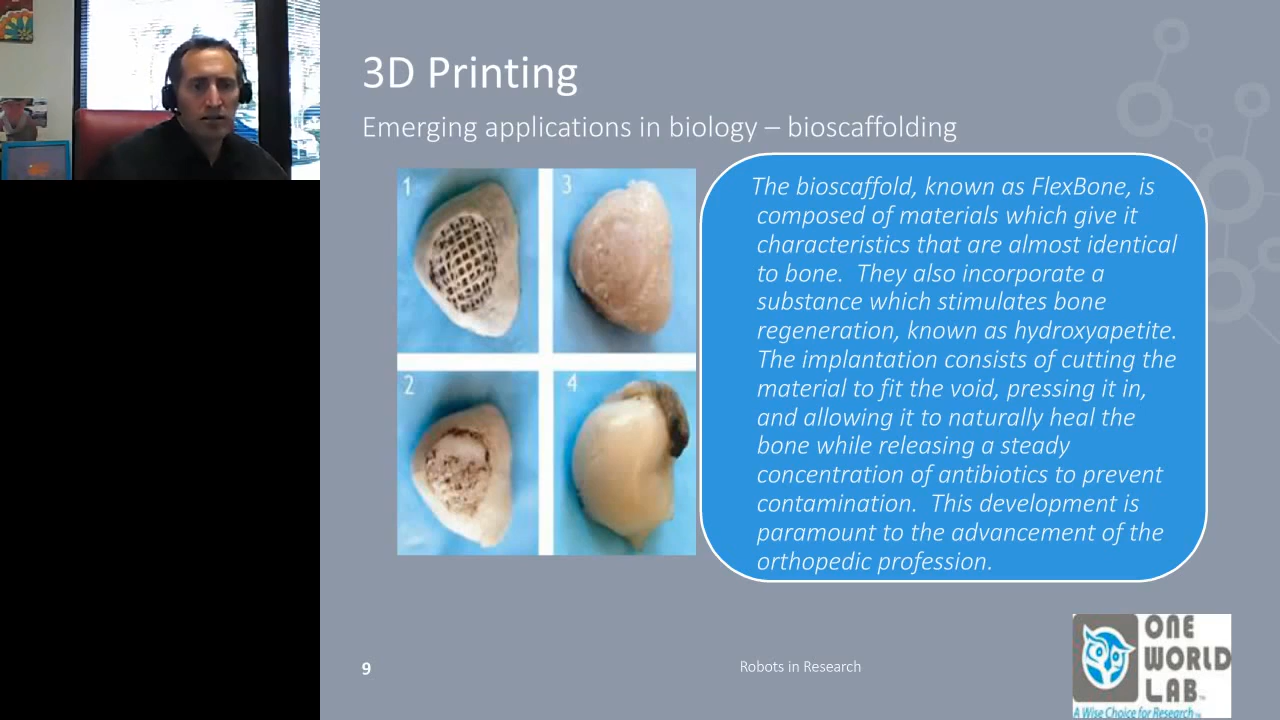 3D Printing
Emerging applications in biology – bioscaffolding
1
3
2
4
The bioscaffold, known as FlexBone, is
composed of materials which give it
characteristics that are almost identical
to bone.  They also incorporate a
substance which stimulates bone
regeneration, known as hydroxyapetite.
The implantation consists of cutting the
material to fit the void, pressing it in,
and allowing it to naturally heal the
bone while releasing a steady
concentration of antibiotics to prevent
contamination.  This development is
paramount to the advancement of the
orthopedic profession.
9
Robots in Research
ONE
WORLD
LAB™
A Wise Choice for Research™